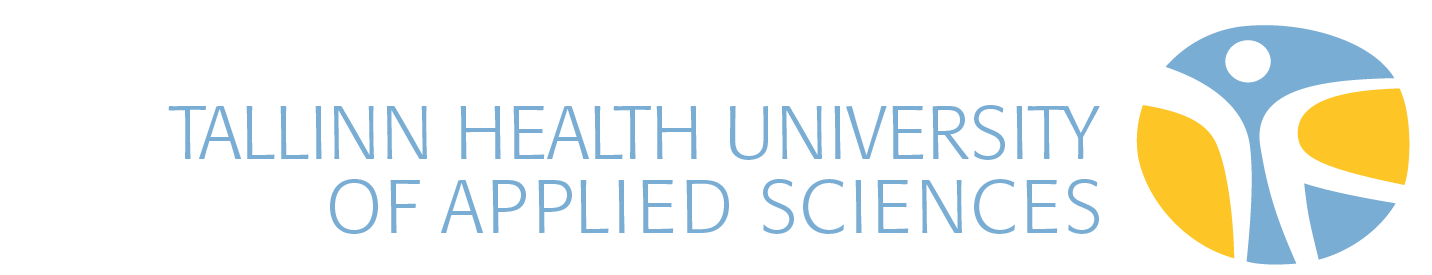 TALLINN HEALTH UNIVERSITY
OF APPLIED SCIENCES